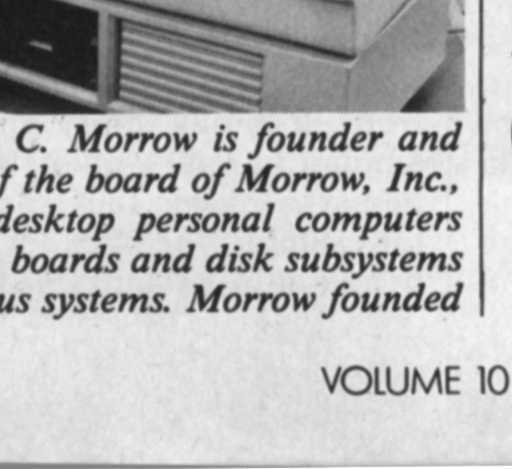 C. Morrow is founder and
f the board of Morrow, Inc.,
desktop personal computers
boards and disk subsystems
us systems. Morrow founded
VOLUME 10